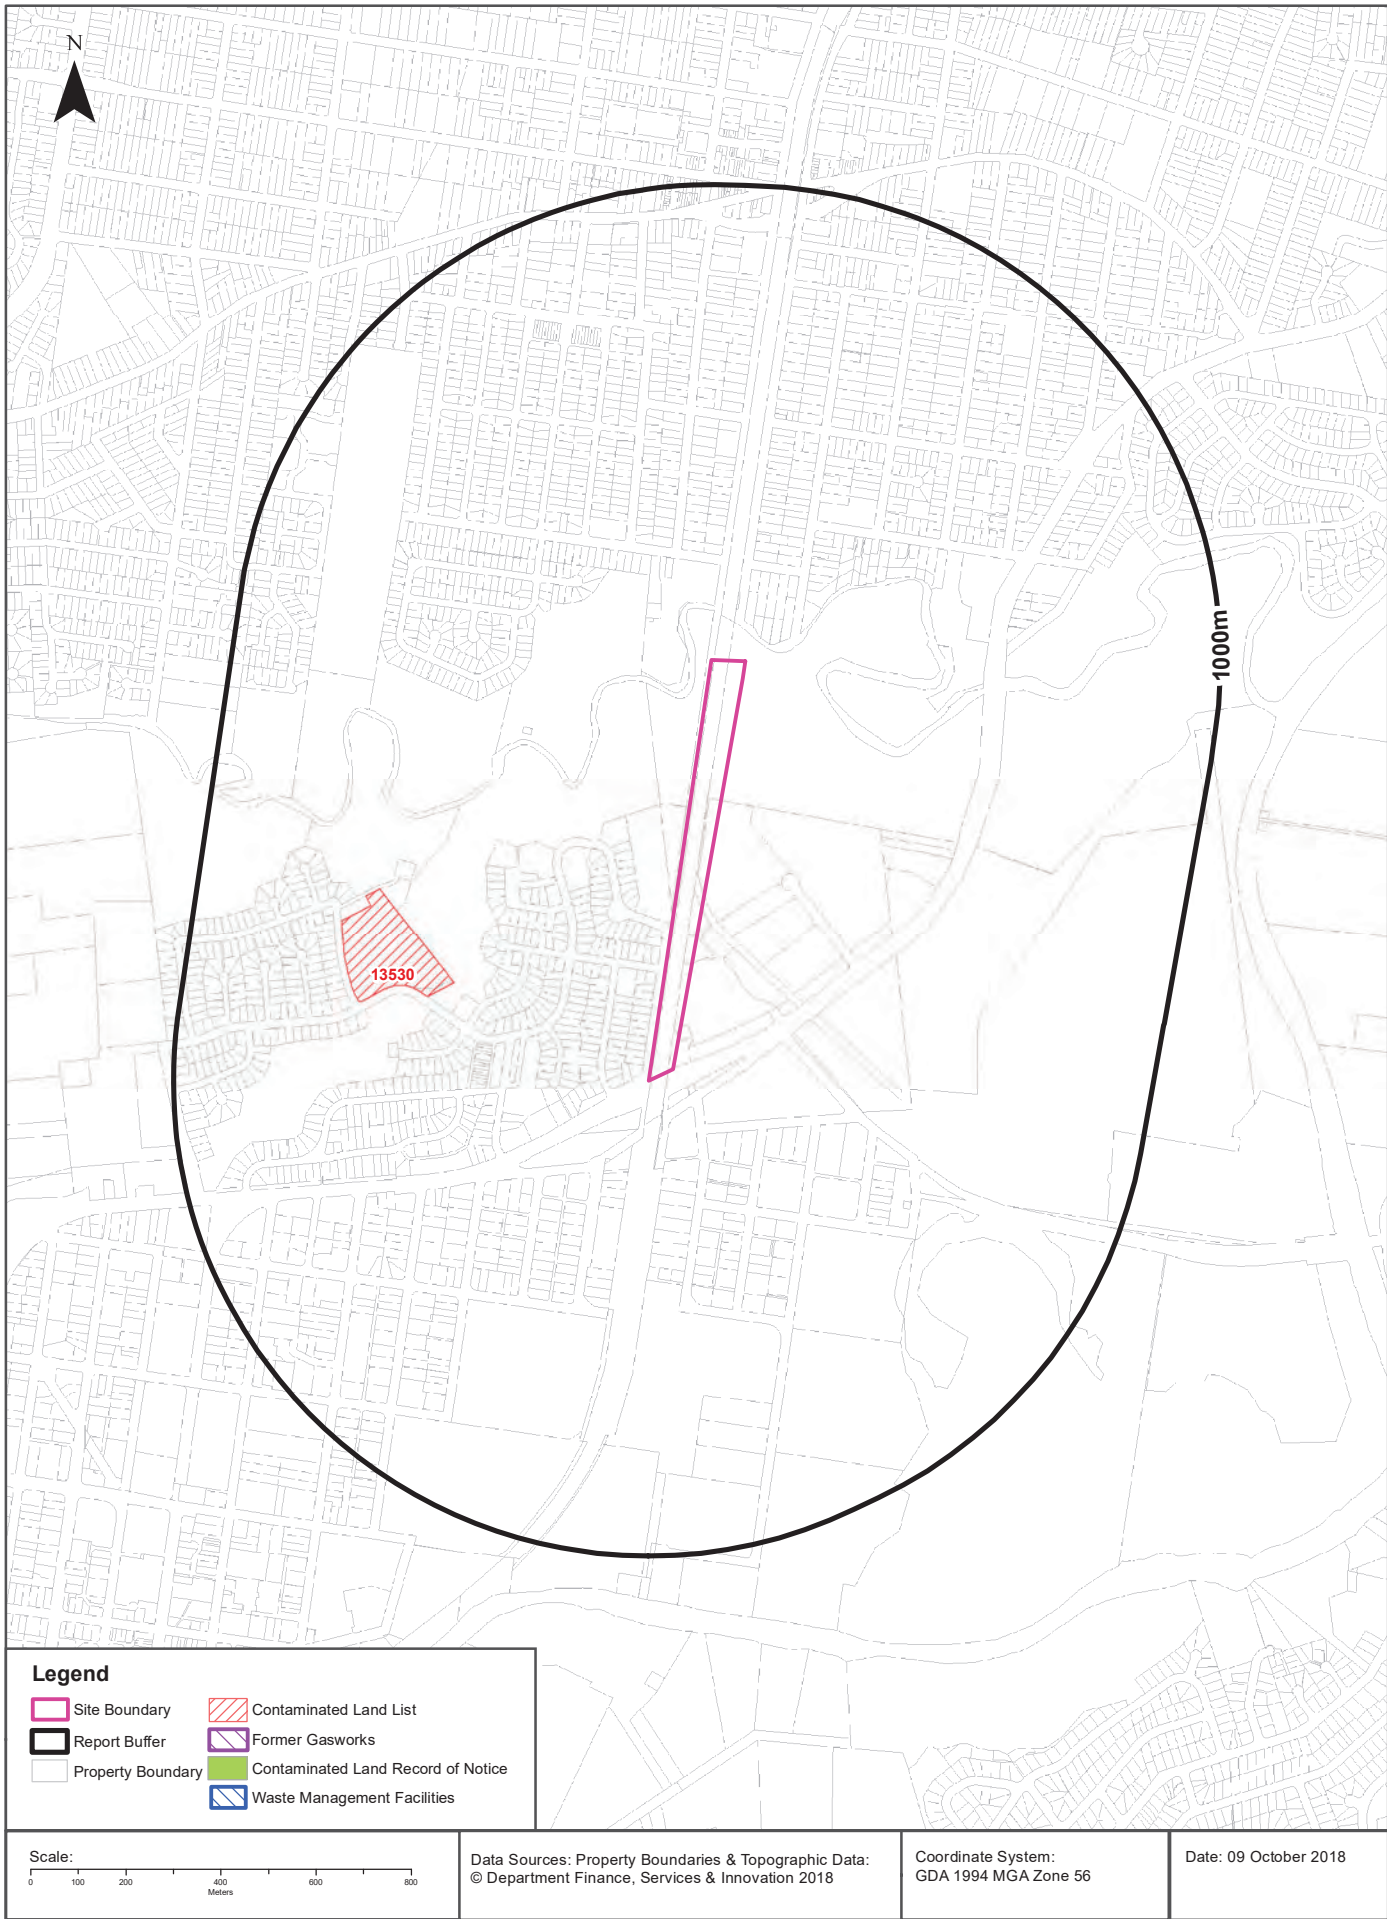 N
1000m
13530
Legend
Site Boundary
Report Buffer
Property Boundary
Contaminated Land List
Former Gasworks
Contaminated Land Record of Notice
Waste Management Facilities
Scale:
0 100 200 400 600 800
Meters
Data Sources: Property Boundaries & Topographic Data:
© Department Finance, Services & Innovation 2018
Coordinate System:
GDA 1994 MGA Zone 56
Date: 09 October 2018